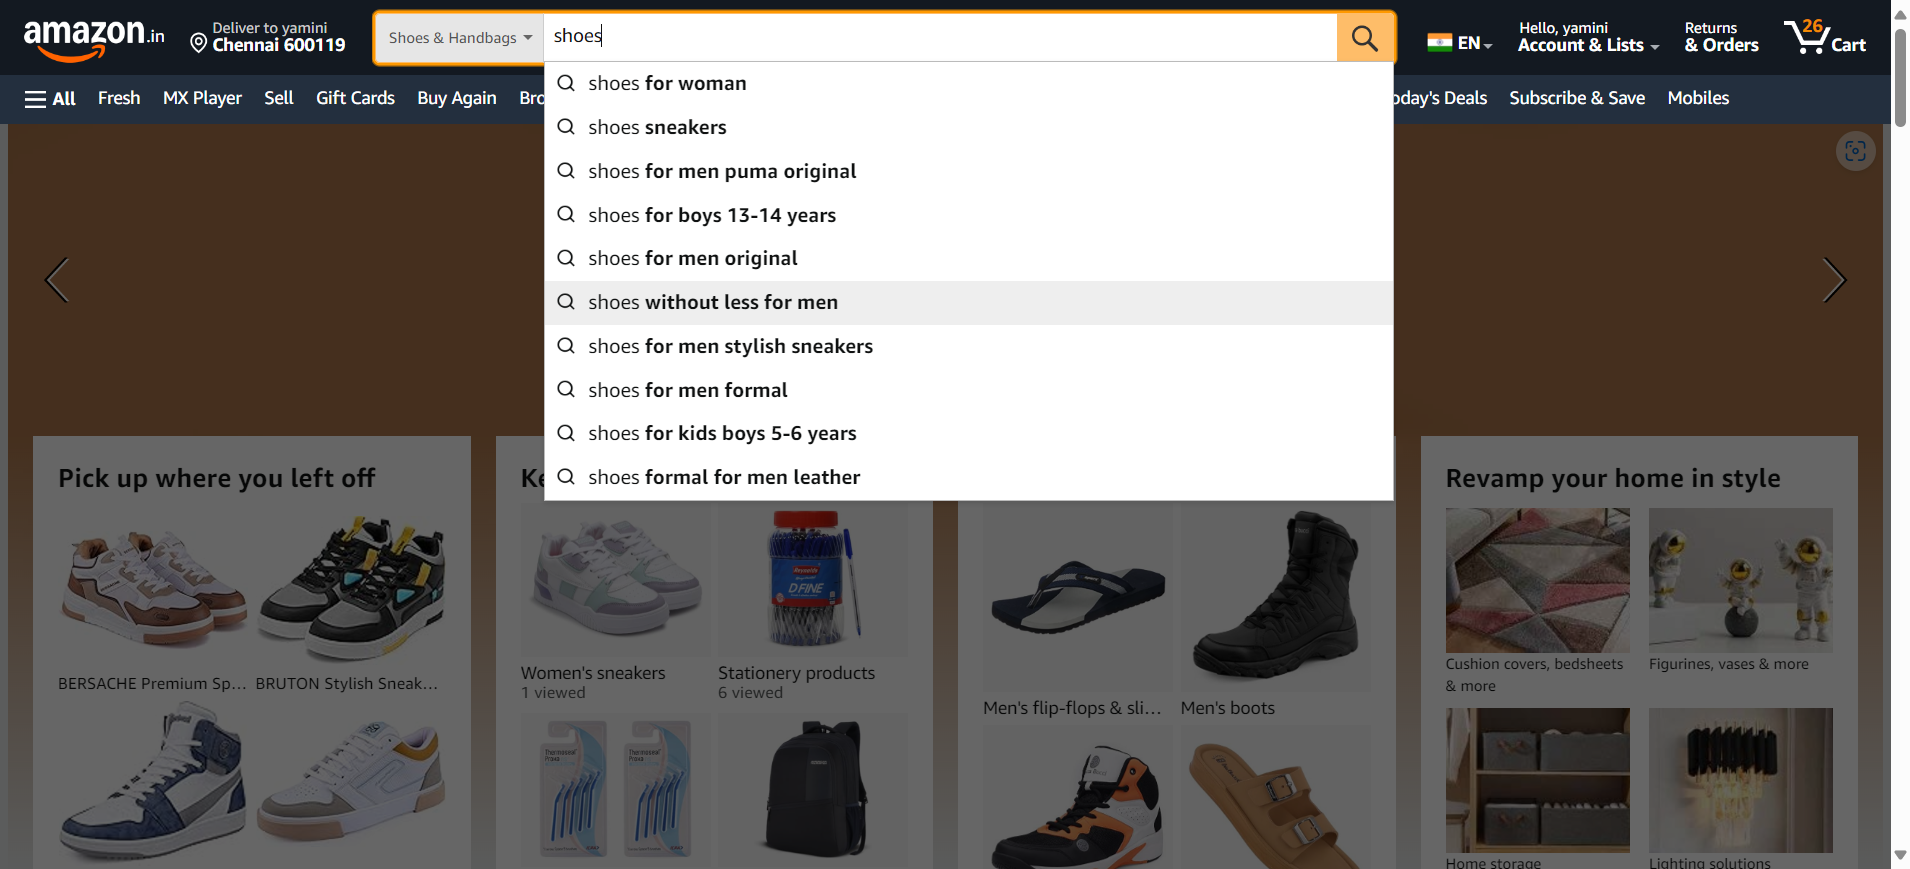 amazon.in
Deliver to yamini
Chennai 600119
Shoes & Handbags
shoes
EN
Hello, yamini
Account & Lists
Returns
& Orders
26
Cart
All
Fresh
MX Player
Sell
Gift Cards
Buy Again
Bro
oday's Deals
Subscribe & Save
Mobiles
shoes for woman
shoes sneakers
shoes for men puma original
shoes for boys 13-14 years
shoes for men original
shoes without less for men
shoes for men stylish sneakers
shoes for men formal
shoes for kids boys 5-6 years
shoes formal for men leather
Pick up where you left off
BERSACHE Premium Sp...
BRUTON Stylish Sneak...
Ke
D FINE
Women's sneakers
1 viewed
Stationery products
6 viewed
Men's flip-flops & sli...
Men's boots
Revamp your home in style
Cushion covers, bedsheets
& more
Figurines, vases & more
Home storage
Lighting solutions